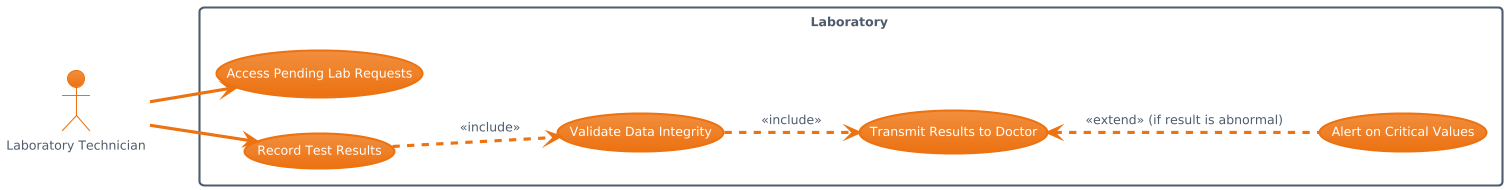 Laboratory
Access Pending Lab Requests
Laboratory Technician
Record Test Results
«include»
Validate Data Integrity
«include»
Transmit Results to Doctor
«extend» (if result is abnormal)
Alert on Critical Values